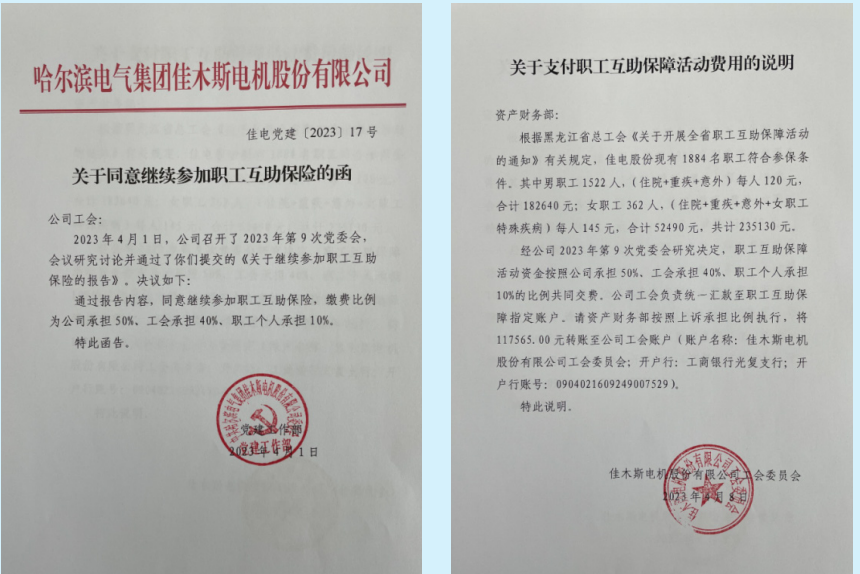 哈尔滨电气集团佳木斯电机股份有限公司
佳电党建〔2023〕17号
关于同意继续参加职工互助保险的函
公司工会：
2023年4月1日，公司召开了2023年第9次党委会，
会议研究讨论并通过了你们提交的《关于继续参加职工互助
保险的报告》。决议如下：
通过报告内容，同意继续参加职工互助保险，缴费比例
为公司承担50%、工会承担40%、职工个人承担10%。
特此函告。
党建工作部
党建工作部
2023年4月1日
关于支付职工互助保障活动费用的说明
资产财务部：
根据黑龙江省总工会《关于开展全省职工互助保障活动
的通知》有关规定，佳电股份现有1884名职工符合参保条
件。其中男职工1522人，（住院+重疾+意外）每人120元，
合计182640元；女职工362人，（住院+重疾+意外+女职工
特殊疾病）每人145元，合计52490元，共计235130元。
经公司2023年第9次党委会研究决定，职工互助保障
活动资金按照公司承担50%、工会承担40%、职工个人承担
10%的比例共同交费。公司工会负责统一汇款至职工互助保
障指定账户。请资产财务部按照上诉承担比例执行，将
117565.00元转账至公司工会账户（账户名称：佳木斯电机
股份有限公司工会委员会；开户行：工商银行光复支行；开
户行账号：0904021609249007529）。
特此说明。
佳木斯电机股份有限公司工会委员会
2023年4月8日